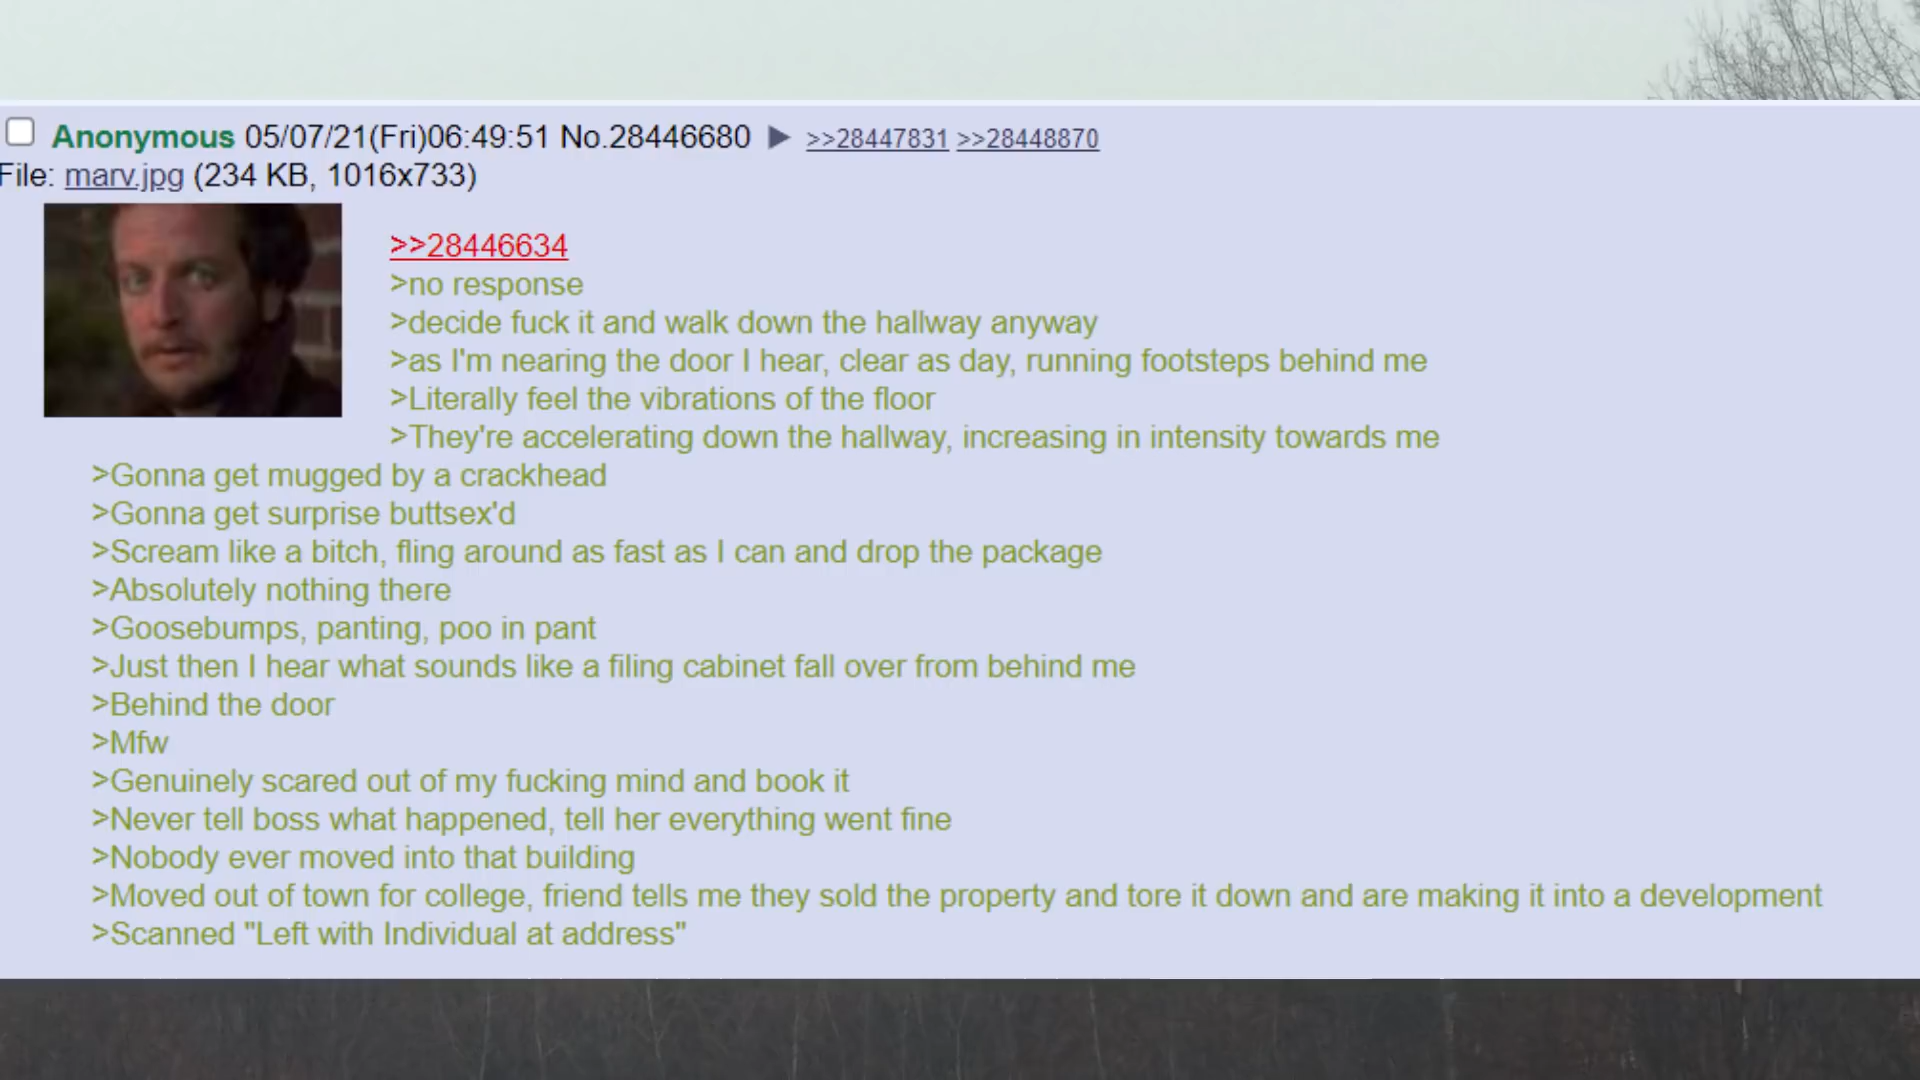 Anonymous 05/07/21(Fri)06:49:51 No.28446680 ▶ >>28447831 >>28448870
File: marv.jpg (234 KB, 1016x733)
>>28446634
>no response
>decide fuck it and walk down the hallway anyway
>as I'm nearing the door I hear, clear as day, running footsteps behind me
>Literally feel the vibrations of the floor
>They're accelerating down the hallway, increasing in intensity towards me
>Gonna get mugged by a crackhead
>Gonna get surprise buttsex'd
>Scream like a bitch, fling around as fast as I can and drop the package
>Absolutely nothing there
>Goosebumps, panting, poo in pant
>Just then I hear what sounds like a filing cabinet fall over from behind me
>Behind the door
>Mfw
>Genuinely scared out of my fucking mind and book it
>Never tell boss what happened, tell her everything went fine
>Nobody ever moved into that building
>Moved out of town for college, friend tells me they sold the property and tore it down and are making it into a development
>Scanned "Left with Individual at address"